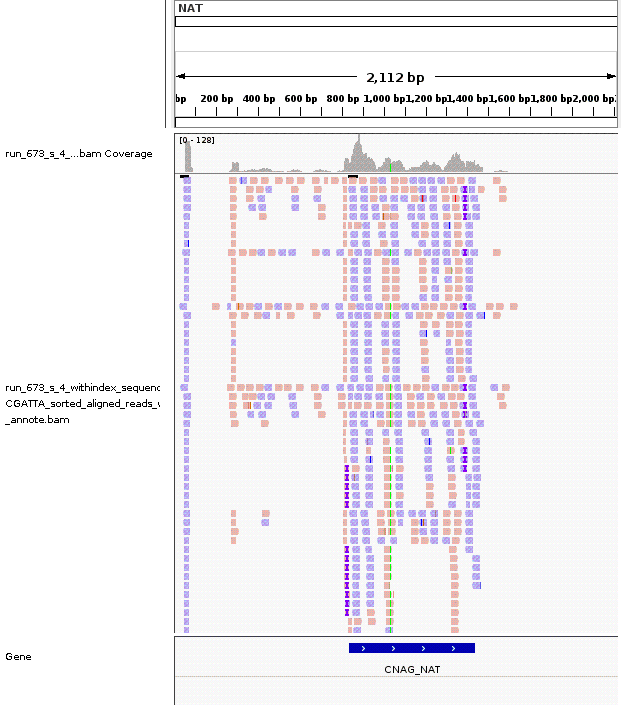 NAT
2,112 bp
bp 200 bp 400 bp 600 bp 800 bp 1,000 bp 1,200 bp 1,400 bp 1,600 bp 1,800 bp 2,000 bp
[0 - 128]
run_673_s_4_...bam Coverage
run_673_s_4_withindex_sequenc
CGATTA_sorted_aligned_reads_
_annote.bam
Gene
CNAG_NAT